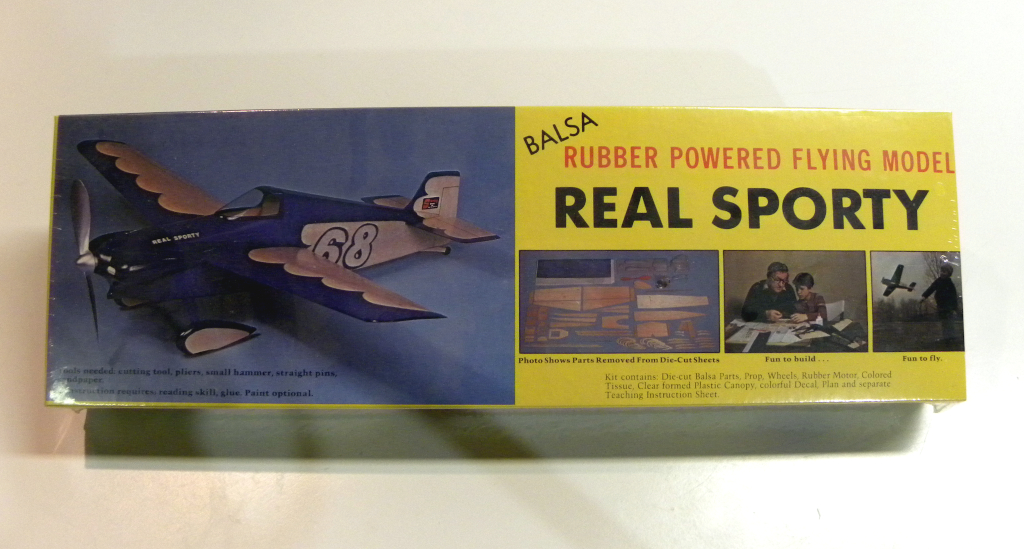 BALSA
RUBBER POWERED FLYING MODEL
REAL SPORTY
REAL SPORTY
68
Photo Shows Parts Removed From Die-Cut Sheets
Fun to build . . .
Fun to fly.
needed, cutting tool, pliers, small hammer, straight pins,
requires, reading skill, glue. Paint optional.
Kit contains: Die-cut Balsa Parts, Prop, Wheels, Rubber Motor, Colored
Tissue, Clear formed Plastic Canopy, colorful Decal, Plan and separate
Teaching Instruction Sheet.